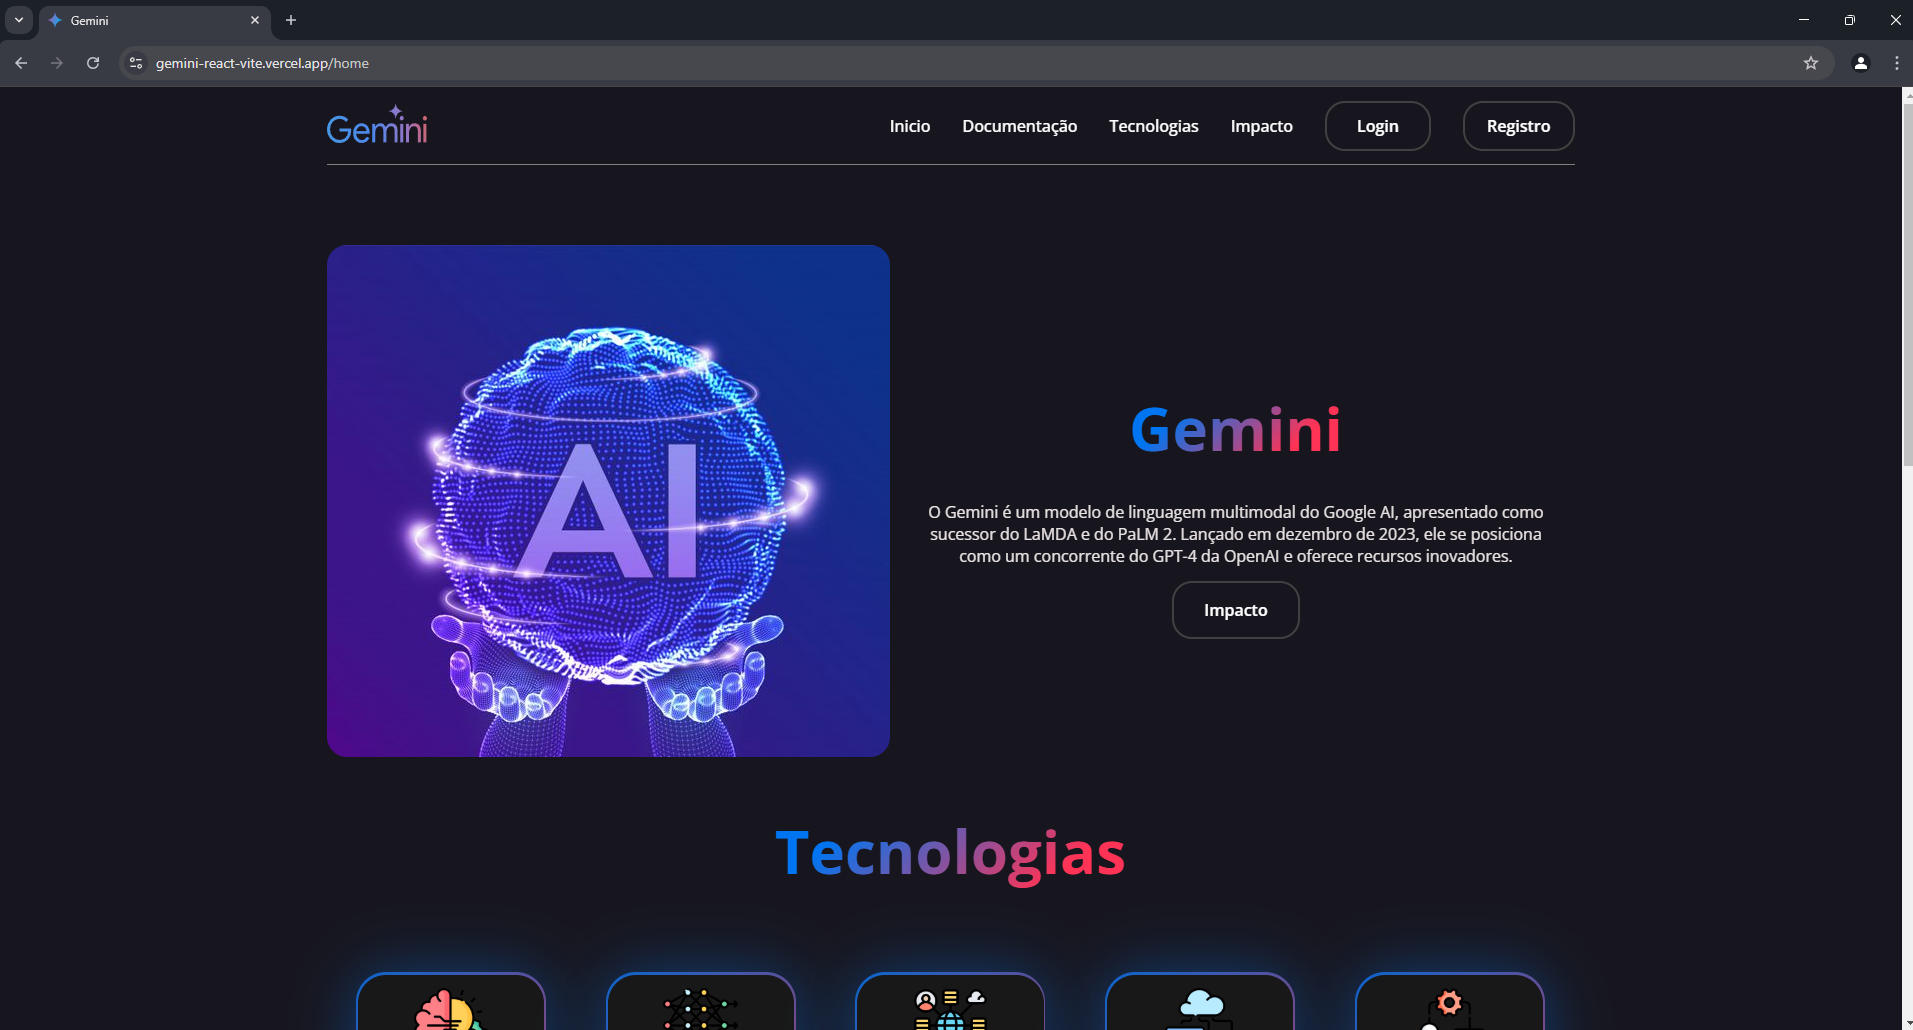 Gemini
gemini-react-vite.vercel.app/home
Gemini
Inicio
Documentação
Tecnologias
Impacto
Login
Registro
AI
Gemini
O Gemini é um modelo de linguagem multimodal do Google AI, apresentado como
sucessor do LaMDA e do PaLM 2. Lançado em dezembro de 2023, ele se posiciona
como um concorrente do GPT-4 da OpenAI e oferece recursos inovadores.
Impacto
Tecnologias